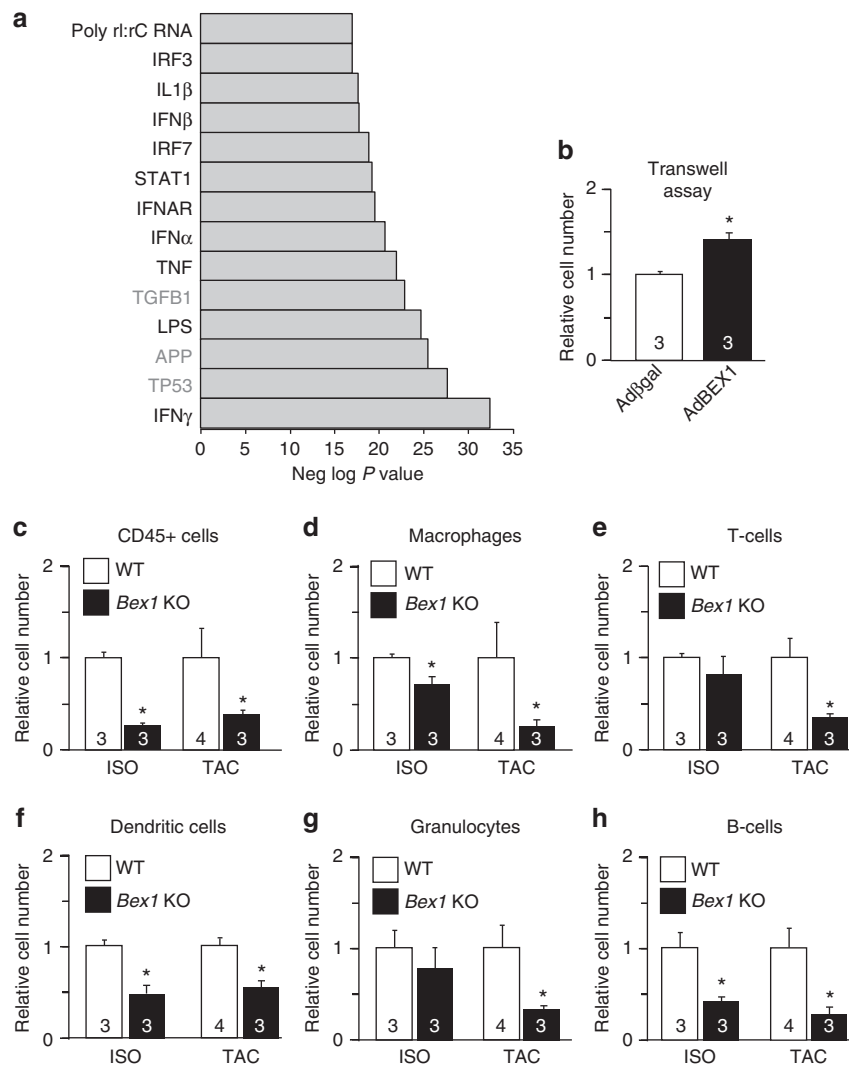 a
Poly rI:rC RNA
IRF3
IL1β
IFNβ
IRF7
STAT1
IFNAR
IFNα
TNF
TGFB1
LPS
APP
TP53
IFNγ
0 5 10 15 20 25 30 35
Neg log P value
b
Transwell
assay
Relative cell number
2
*
1
3 3
0
Adβgal AdBEX1
c
CD45+ cells
Relative cell number
2
WT
Bex1 KO
1
* *
3 3 4 3
0
ISO TAC
d
Macrophages
Relative cell number
2
WT
Bex1 KO
1
* *
3 3 4 3
0
ISO TAC
e
T-cells
Relative cell number
2
WT
Bex1 KO
1
*
3 3 4 3
0
ISO TAC
f
Dendritic cells
Relative cell number
2
WT
Bex1 KO
1
* *
3 3 4 3
0
ISO TAC
g
Granulocytes
Relative cell number
2
WT
Bex1 KO
1
*
3 3 4 3
0
ISO TAC
h
B-cells
Relative cell number
2
WT
Bex1 KO
1
* *
3 3 4 3
0
ISO TAC